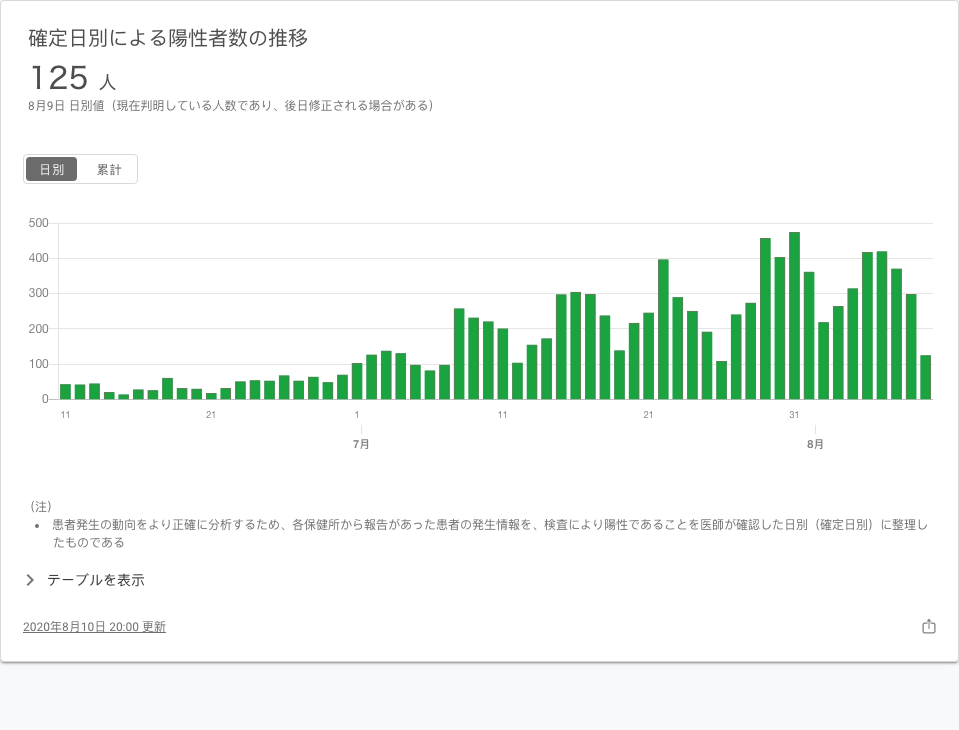 確定日別による陽性者数の推移
125 人
8月9日 日別値（現在判明している人数であり、後日修正される場合がある）
日別 累計
500
400
300
200
100
0
11 21 1 11 21 31
7月 8月
（注）
• 患者発生の動向をより正確に分析するため、各保健所から報告があった患者の発生情報を、検査により陽性であることを医師が確認した日別（確定日別）に整理し
たものである
テーブルを表示
2020年8月10日 20:00 更新